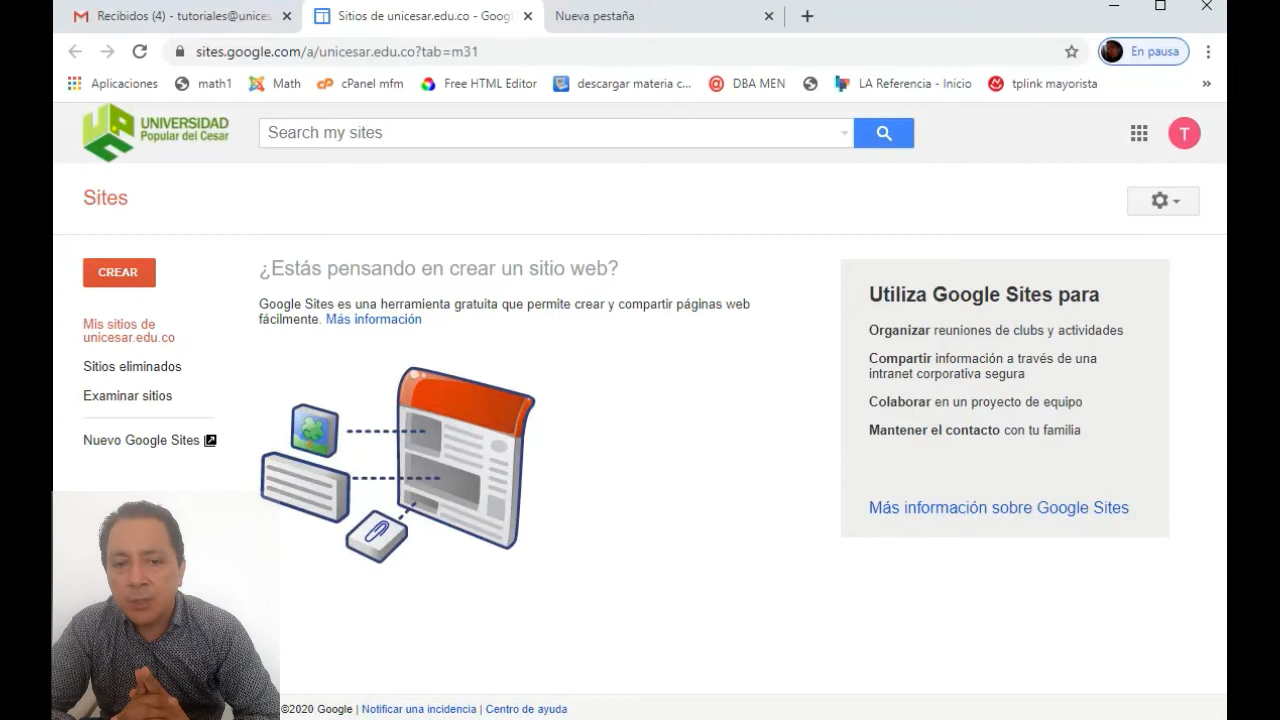 Recibidos (4) - tutoriales@unices
Sitios de unicesar.edu.co - Goog
Nueva pestaña
sites.google.com/a/unicesar.edu.co?tab=m31
En pausa
Aplicaciones
math1
Math
cPanel mfm
Free HTML Editor
descargar materia c...
DBA MEN
LA Referencia - Inicio
tplink mayorista
»
UNIVERSIDAD
Popular del Cesar
Search my sites
T
Sites
CREAR
Mis sitios de
unicesar.edu.co
Sitios eliminados
Examinar sitios
Nuevo Google Sites
¿Estás pensando en crear un sitio web?
Google Sites es una herramienta gratuita que permite crear y compartir páginas web
fácilmente. Más información
Utiliza Google Sites para
Organizar reuniones de clubs y actividades
Compartir información a través de una
intranet corporativa segura
Colaborar en un proyecto de equipo
Mantener el contacto con tu familia
Más información sobre Google Sites
©2020 Google | Notificar una incidencia | Centro de ayuda